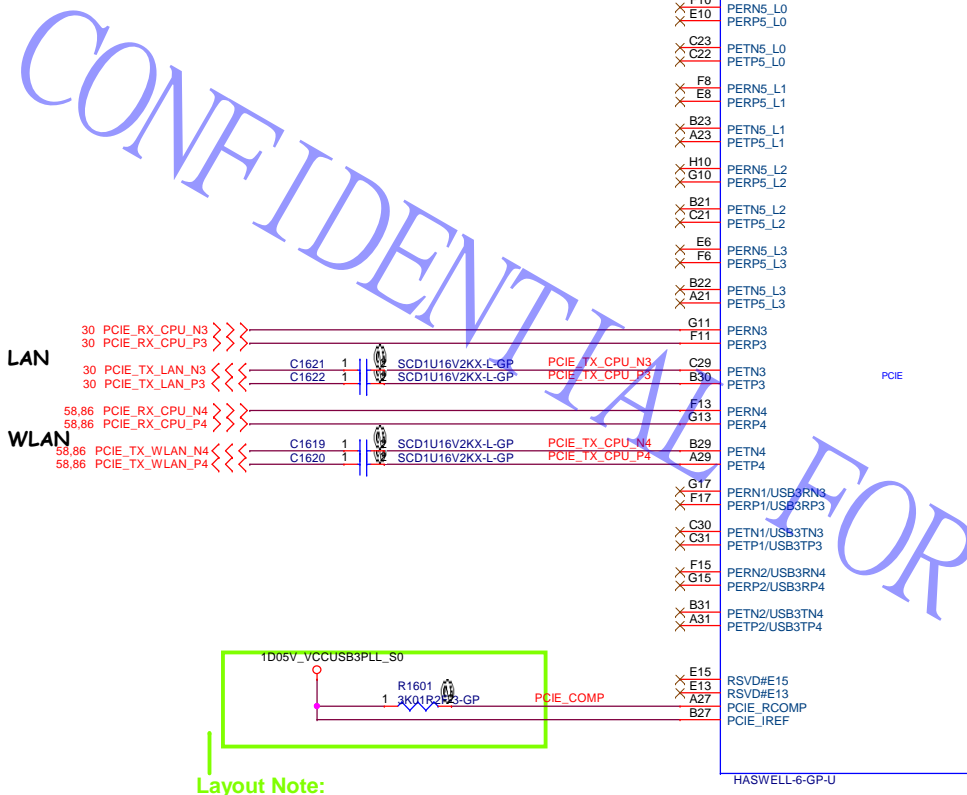 F10 PERN5_L0
E10 PERP5_L0
C23 PETN5_L0
C22 PETP5_L0
F8 PERN5_L1
E8 PERP5_L1
B23 PETN5_L1
A23 PETP5_L1
H10 PERN5_L2
G10 PERP5_L2
B21 PETN5_L2
C21 PETP5_L2
E6 PERN5_L3
F6 PERP5_L3
B22 PETN5_L3
A21 PETP5_L3
LAN
30 PCIE_RX_CPU_N3 G11 PERN3
30 PCIE_RX_CPU_P3 F11 PERP3
30 PCIE_TX_LAN_N3 C1621 1 2 SCD1U16V2KX-L-GP PCIE_TX_CPU_N3 C29 PETN3
30 PCIE_TX_LAN_P3 C1622 1 2 SCD1U16V2KX-L-GP PCIE_TX_CPU_P3 B30 PETP3
PCIE
WLAN
58,86 PCIE_RX_CPU_N4 F13 PERN4
58,86 PCIE_RX_CPU_P4 G13 PERP4
58,86 PCIE_TX_WLAN_N4 C1619 1 2 SCD1U16V2KX-L-GP PCIE_TX_CPU_N4 B29 PETN4
58,86 PCIE_TX_WLAN_P4 C1620 1 2 SCD1U16V2KX-L-GP PCIE_TX_CPU_P4 A29 PETP4
G17 PERN1/USB3RN3
F17 PERP1/USB3RP3
C30 PETN1/USB3TN3
C31 PETP1/USB3TP3
F15 PERN2/USB3RN4
G15 PERP2/USB3RP4
B31 PETN2/USB3TN4
A31 PETP2/USB3TP4
1D05V_VCCUSB3PLL_S0
E15 RSVD#E15
E13 RSVD#E13
R1601
1 3K01R2F-3-GP 2 PCIE_COMP A27 PCIE_RCOMP
B27 PCIE_IREF
HASWELL-6-GP-U
Layout Note:
CONFIDENTIAL FOR